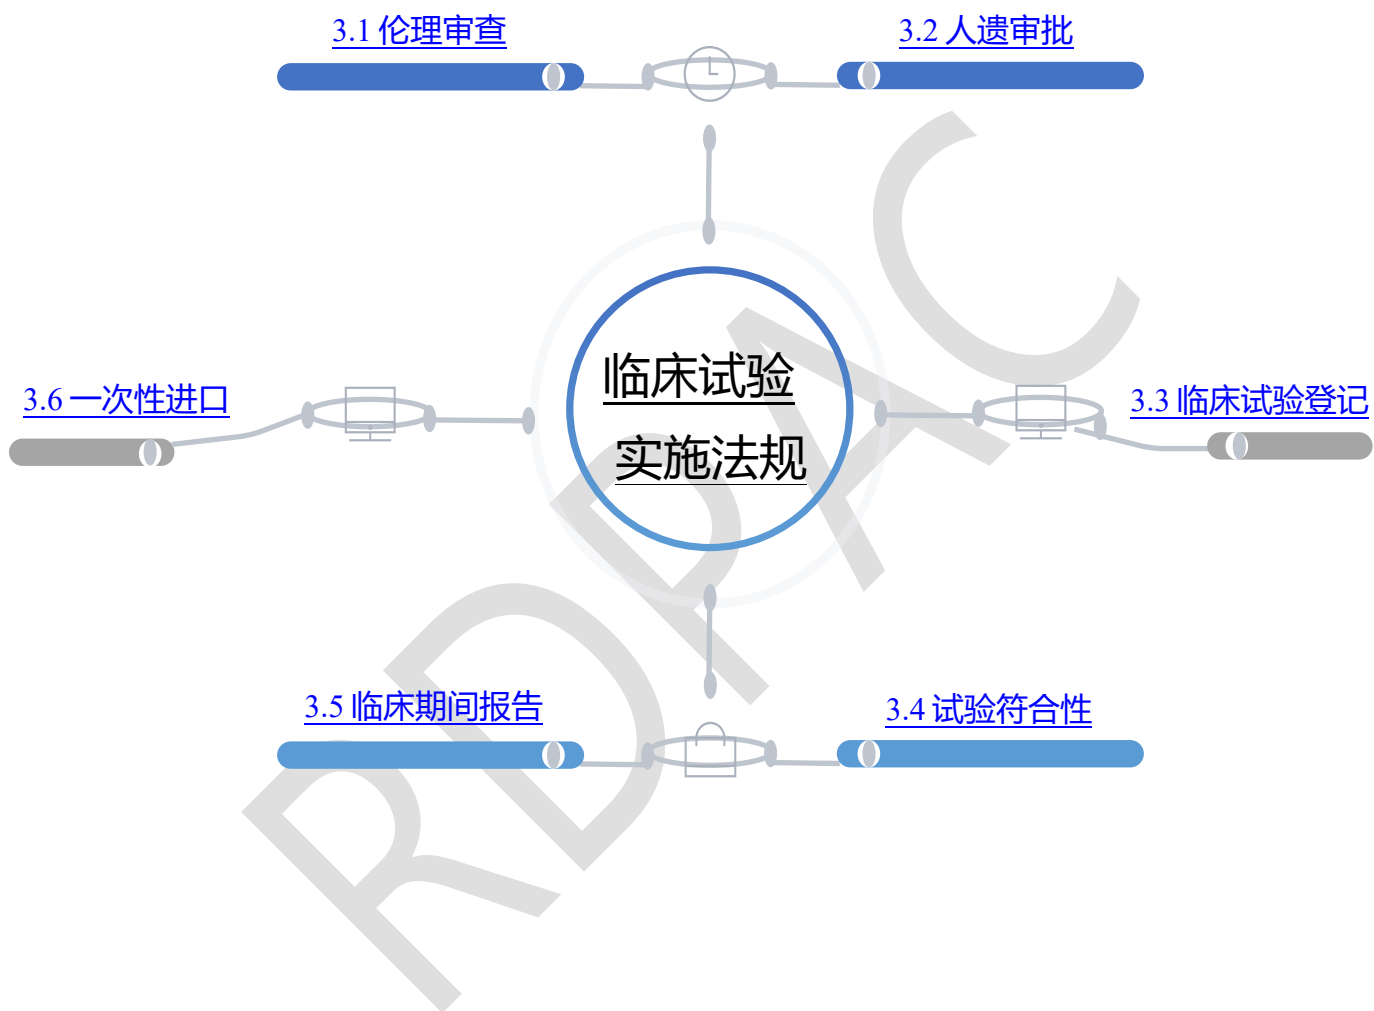 3.1 伦理审查
3.2 人遗审批
临床试验
实施法规
3.6 一次性进口
3.3 临床试验登记
3.5 临床期间报告
3.4 试验符合性
RDPAC